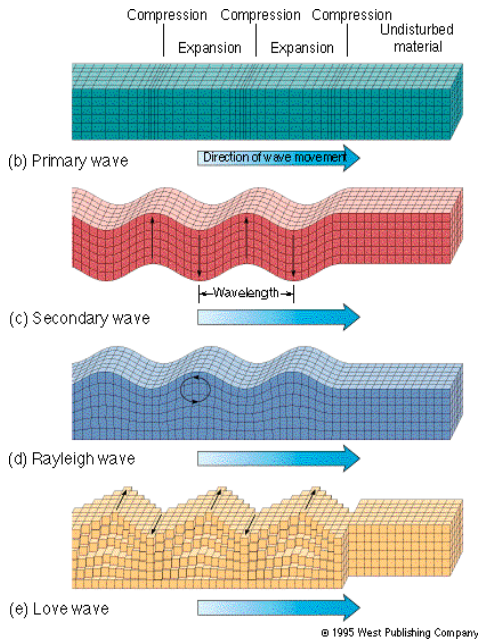 Compression Compression Compression
Expansion Expansion Undisturbed
material
Direction of wave movement
(b) Primary wave
Wavelength
(c) Secondary wave
(d) Rayleigh wave
(e) Love wave
© 1995 West Publishing Company